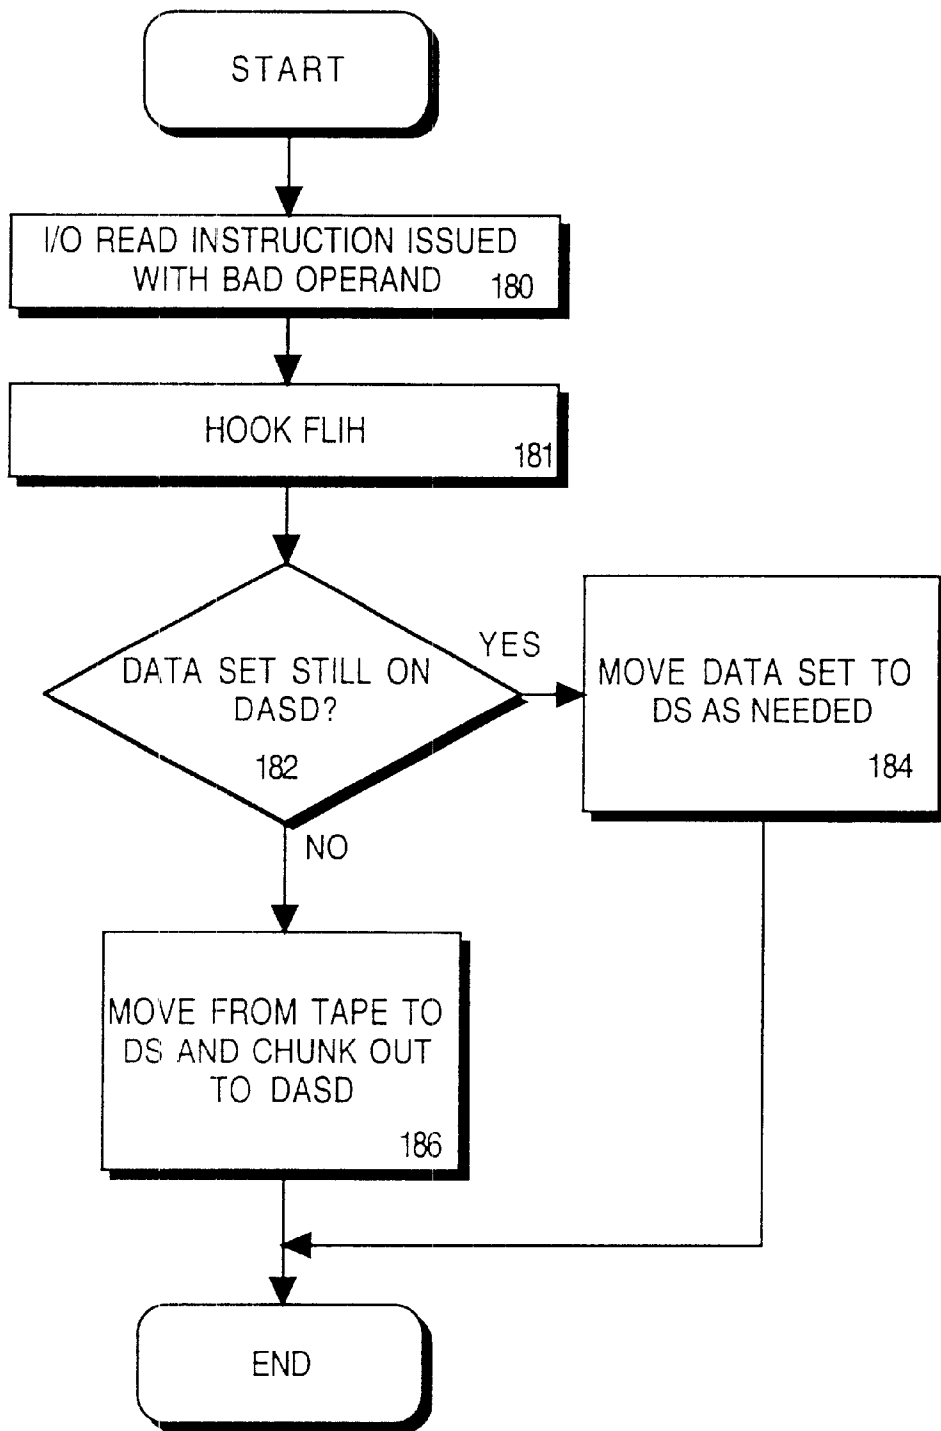 START
I/O READ INSTRUCTION ISSUED
WITH BAD OPERAND
180
HOOK FLIH
181
DATA SET STILL ON
DASD?
182
YES
MOVE DATA SET TO
DS AS NEEDED
184
NO
MOVE FROM TAPE TO
DS AND CHUNK OUT
TO DASD
186
END